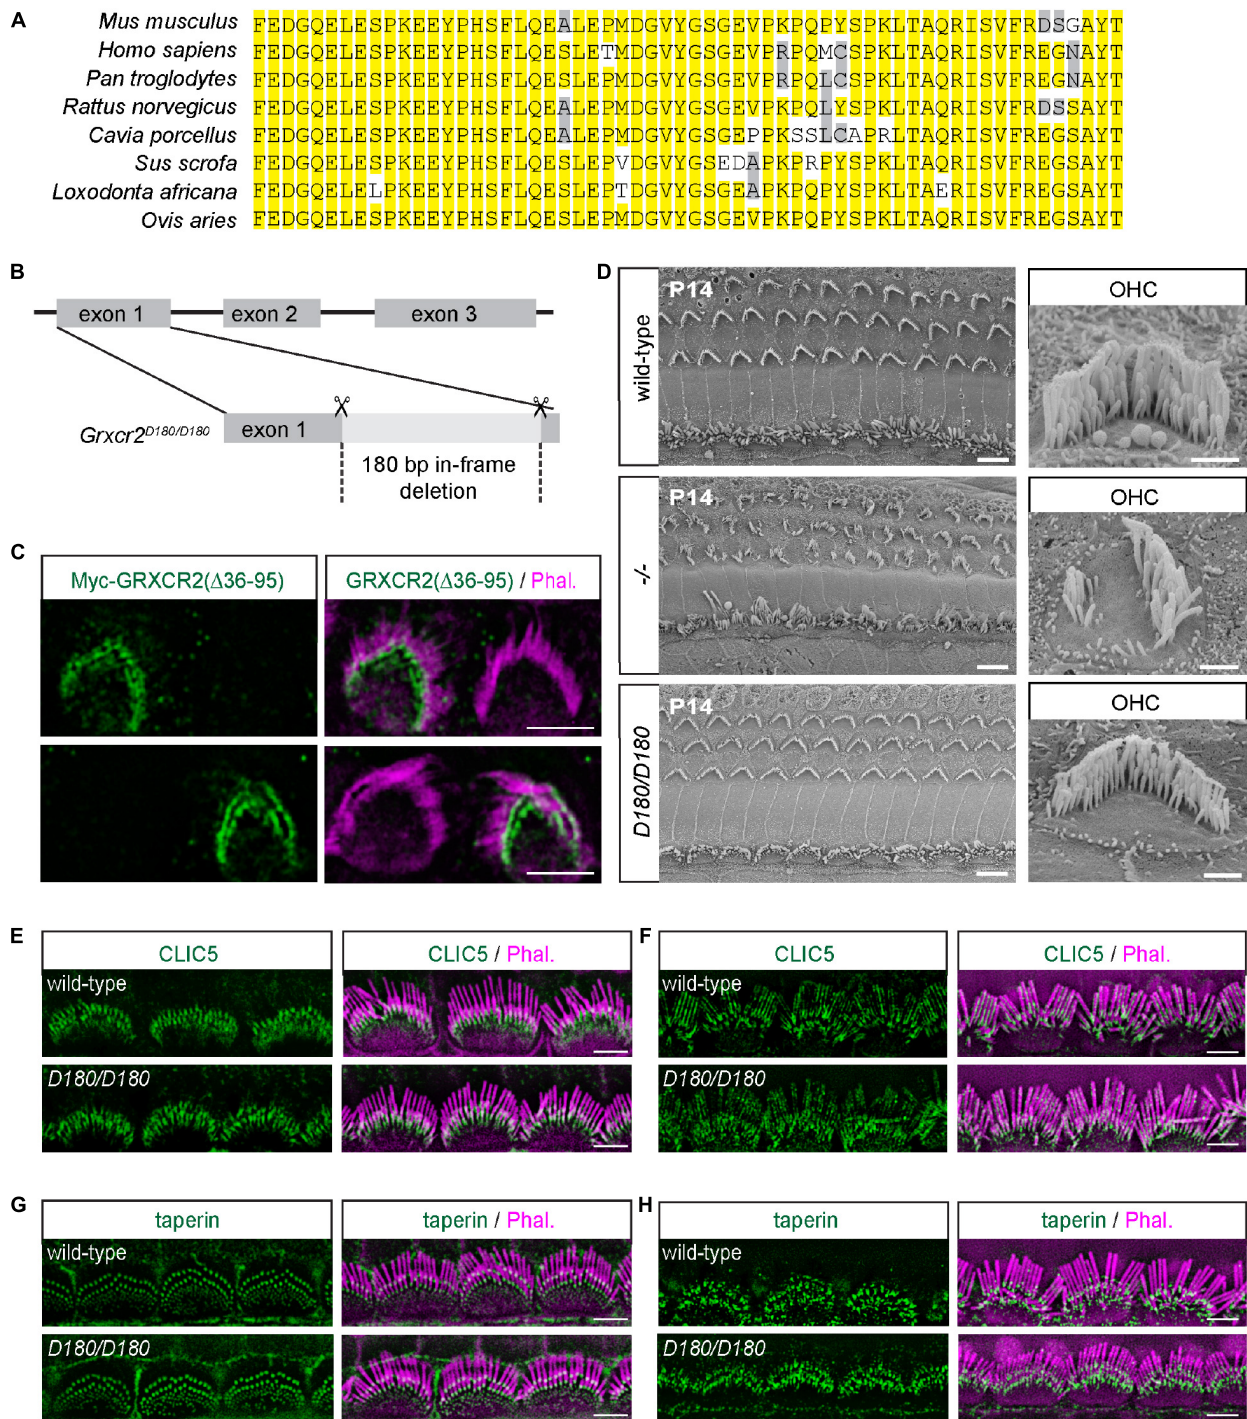 A
Mus musculus FEDGQELESPKEEYPHSFLQEALEPMDGVYGSGEVPKPQPYSPKLTAQRISVFRDSGAYT
Homo sapiens FEDGQELESPKEEYPHSFLQESLETMDGVYGSGEVPRPQMCSPKLTAQRISVFREGNAYT
Pan troglodytes FEDGQELESPKEEYPHSFLQESLEPMDGVYGSGEVPRPQLCSPKLTAQRISVFREGNAYT
Rattus norvegicus FEDGQELESPKEEYPHSFLQEALEPMDGVYGSGEVPKPQLYSPKLTAQRISVFRDSSAYT
Cavia porcellus FEDGQELESPKEEYPHSFLQEALEPMDGVYGSGEPPKSSLCAPRLTAQRISVFREGSAYT
Sus scrofa FEDGQELESPKEEYPHSFLQESLEPVDGVYGSEDAPKPRPYSPKLTAQRISVFREGSAYT
Loxodonta africana FEDGQELELPKEEYPHSFLQESLEPTDGVYGSGEAPKPQPYSPKLTAERISVFREGSAYT
Ovis aries FEDGQELESPKEEYPHSFLQESLEPMDGVYGSGEVPKPQPYSPKLTAQRISVFREGSAYT
B
exon 1 exon 2 exon 3
Grxcr2D180/D180 exon 1
180 bp in-frame
deletion
C
Myc-GRXCR2(Δ36-95) GRXCR2(Δ36-95) / Phal.
D
wild-type P14 OHC
-/- P14 OHC
D180/D180 P14 OHC
E
CLIC5 CLIC5 / Phal.
wild-type
D180/D180
F
CLIC5 CLIC5 / Phal.
wild-type
D180/D180
G
taperin taperin / Phal.
wild-type
D180/D180
H
taperin taperin / Phal.
wild-type
D180/D180